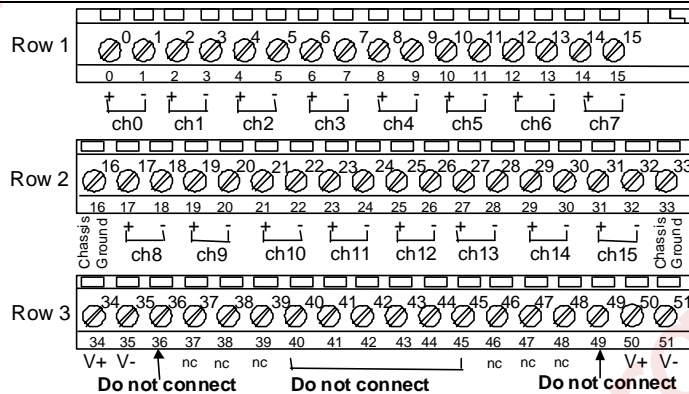 Row 1
0 1 2 3 4 5 6 7 8 9 10 11 12 13 14 15
0 1 2 3 4 5 6 7 8 9 10 11 12 13 14 15
+ - + - + - + - + - + - + - + -
ch0 ch1 ch2 ch3 ch4 ch5 ch6 ch7
Row 2
16 17 18 19 20 21 22 23 24 25 26 27 28 29 30 31 32 33
16 17 18 19 20 21 22 23 24 25 26 27 28 29 30 31 32 33
Chassis Ground
+ - + - + - + - + - + - + - + -
ch8 ch9 ch10 ch11 ch12 ch13 ch14 ch15
Chassis Ground
Row 3
34 35 36 37 38 39 40 41 42 43 44 45 46 47 48 49 50 51
34 35 36 37 38 39 40 41 42 43 44 45 46 47 48 49 50 51
V+ V- nc nc nc nc nc nc V+ V-
Do not connect Do not connect Do not connect